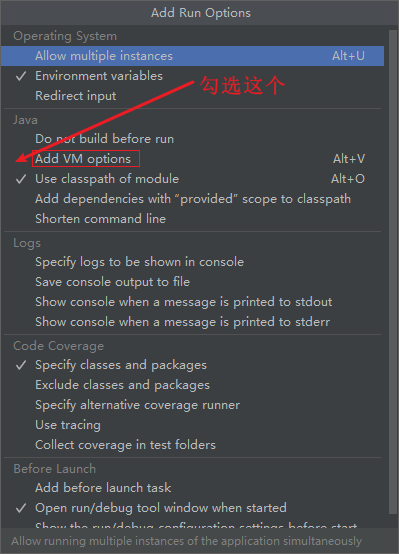 Add Run Options
Operating System
Allow multiple instances Alt+U
Environment variables
Redirect input
勾选这个
Java
Do not build before run
Add VM options Alt+V
Use classpath of module Alt+O
Add dependencies with “provided” scope to classpath
Shorten command line
Logs
Specify logs to be shown in console
Save console output to file
Show console when a message is printed to stdout
Show console when a message is printed to stderr
Code Coverage
Specify classes and packages
Exclude classes and packages
Specify alternative coverage runner
Use tracing
Collect coverage in test folders
Before Launch
Add before launch task
Open run/debug tool window when started
Show the run/debug configuration settings before start
Allow running multiple instances of the application simultaneously